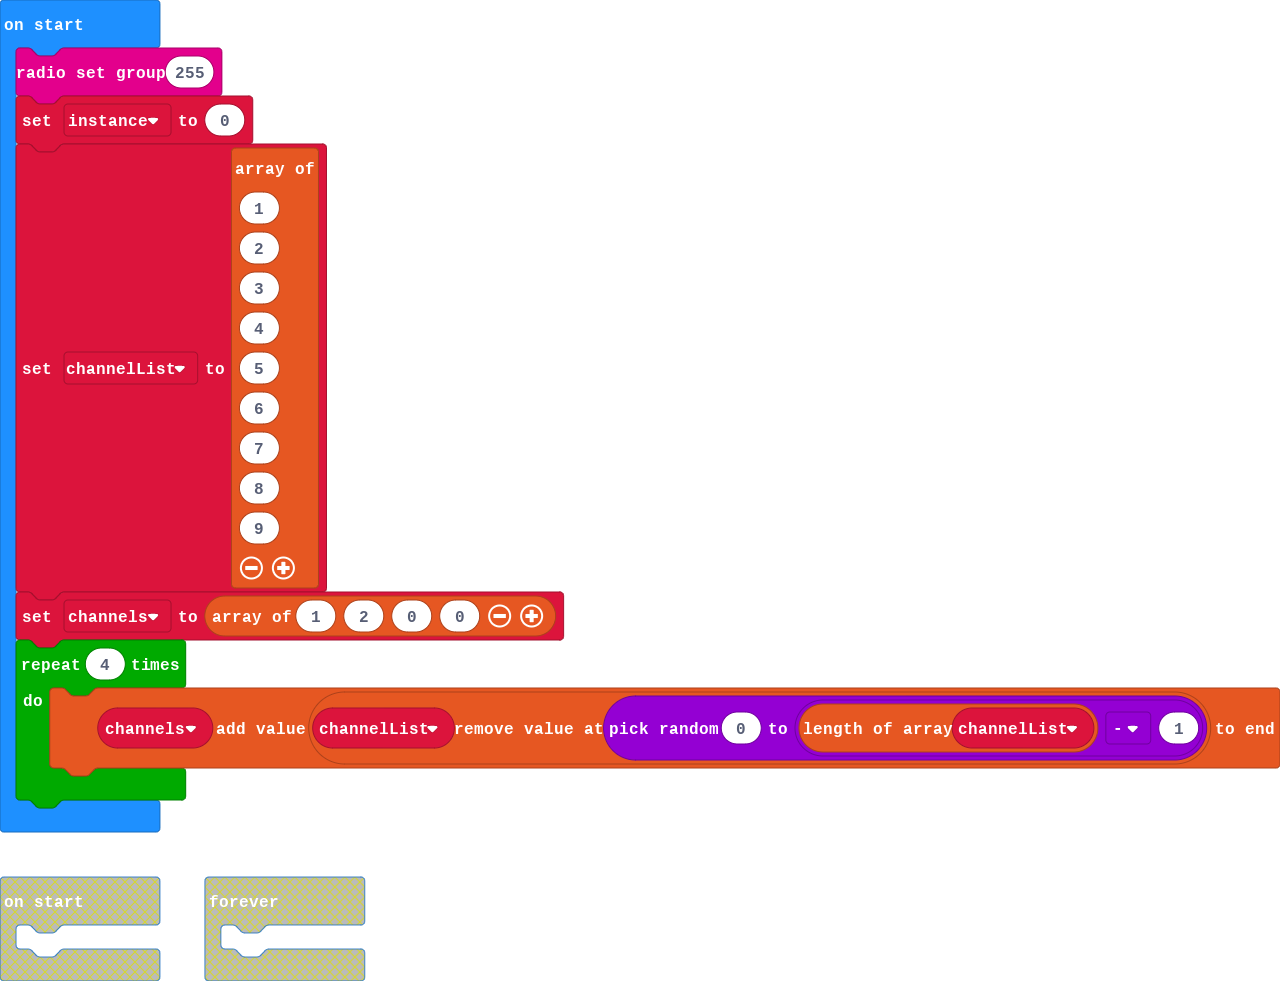 on start
radio set group 255
set instance to 0
array of
1
2
3
4
5
6
7
8
9
set channelList to
set channels to array of 1 2 0 0
repeat 4 times
do
channels add value channelList remove value at pick random 0 to length of array channelList - 1 to end
on start forever